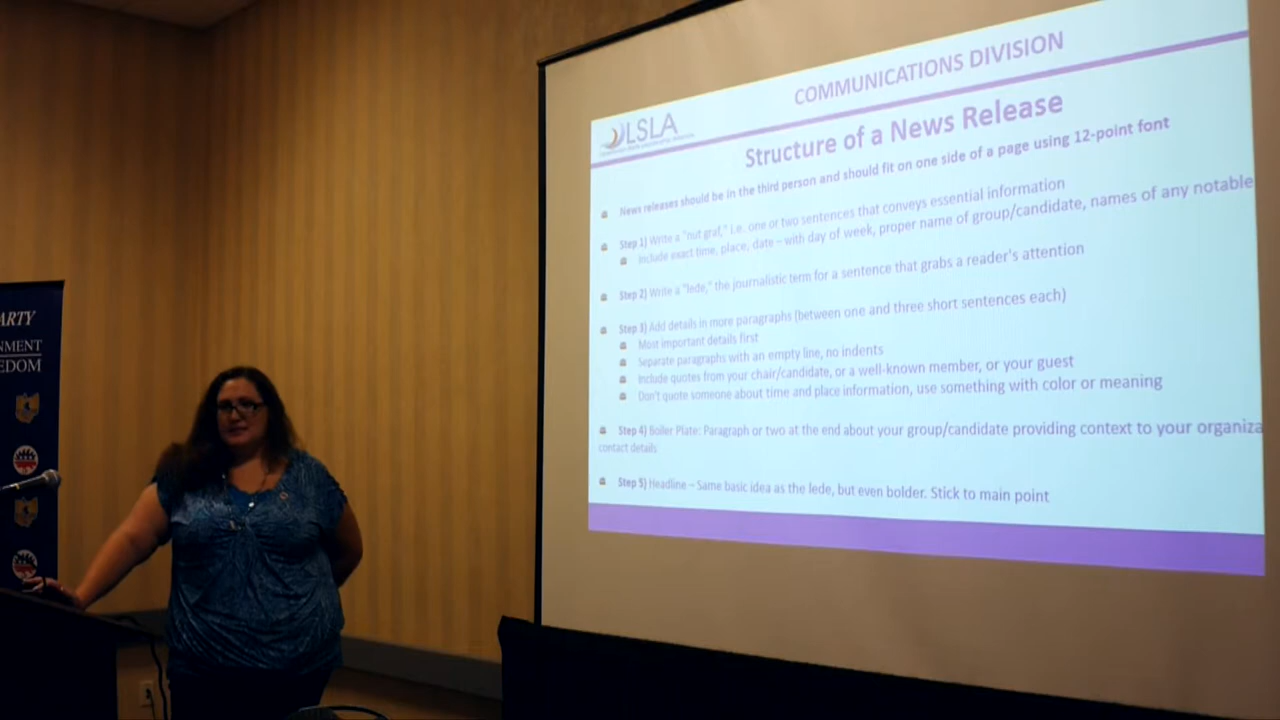 COMMUNICATIONS DIVISION
LSLA
Structure of a News Release
News releases should be in the third person and should fit on one side of a page using 12-point font
Step 1) Write a "nut graf," i.e. one or two sentences that conveys essential information
Include exact time, place, date – with day of week, proper name of group/candidate, names of any notable
Step 2) Write a "lede," the journalistic term for a sentence that grabs a reader's attention
Step 3) Add details in more paragraphs (between one and three short sentences each)
Most important details first
Separate paragraphs with an empty line, no indents
Include quotes from your chair/candidate, or a well-known member, or your guest
Don't quote someone about time and place information, use something with color or meaning
Step 4) Boiler Plate: Paragraph or two at the end about your group/candidate providing context to your organiza
contact details
Step 5) Headline – Same basic idea as the lede, but even bolder. Stick to main point
ARTY
NMENT
EDOM